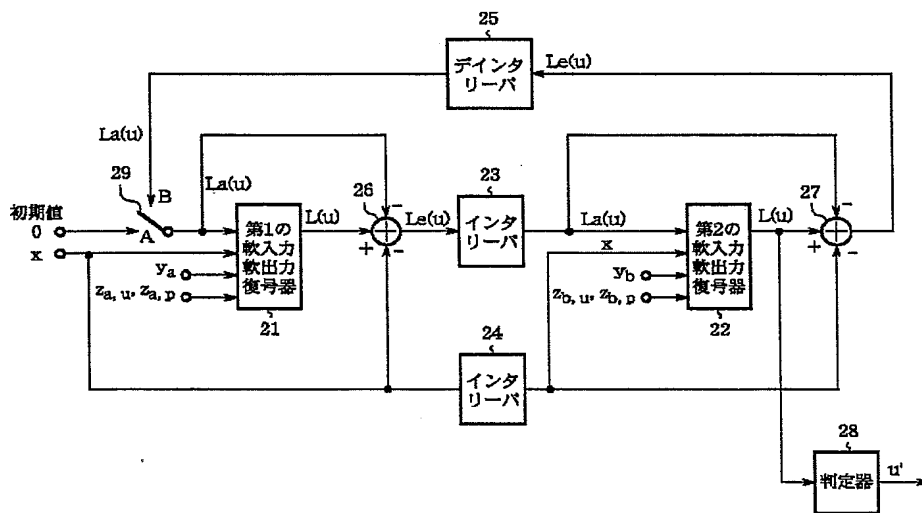 25
デインタ
リーパ
Le(u)
La(u)
29
B
La(u)
初期値
0
A
x
第1の
軟入力
軟出力
復号器
21
ya
za, u, za, p
L(u)
26
−
+
−
Le(u)
23
インタ
リーパ
La(u)
x
yb
zb, u, zb, p
第2の
軟入力
軟出力
復号器
22
L(u)
27
−
+
−
24
インタ
リーパ
28
判定器
u'